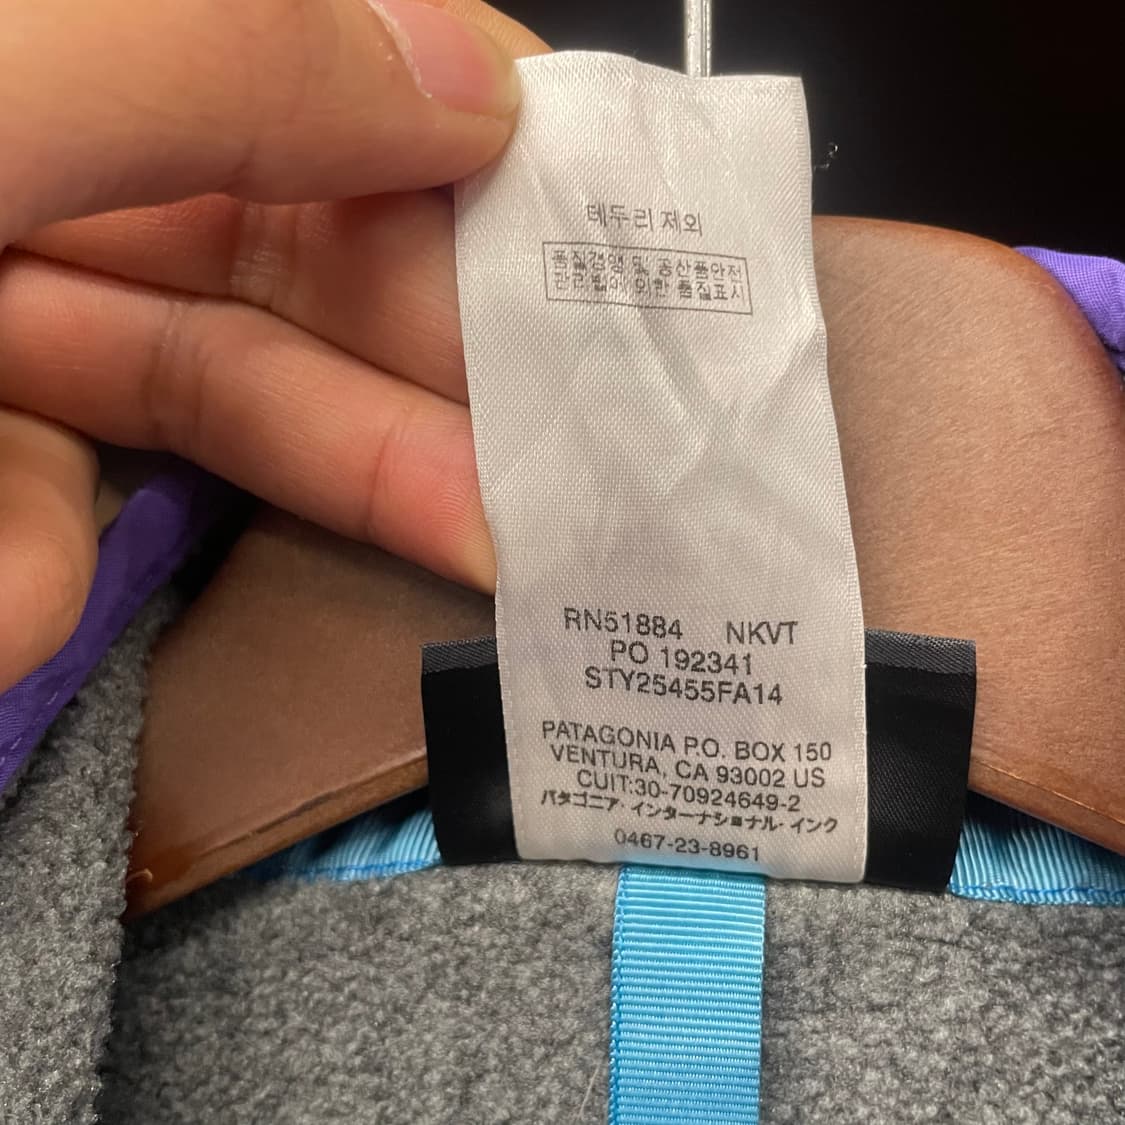 테두리 제외
품질경영 및 공산품안전
관리법에 의한 품질표시
RN51884 NKVT
PO 192341
STY25455FA14
PATAGONIA P.O. BOX 150
VENTURA, CA 93002 US
CUIT:30-70924649-2
パタゴニア・インターナショナル・インク
0467-23-8961